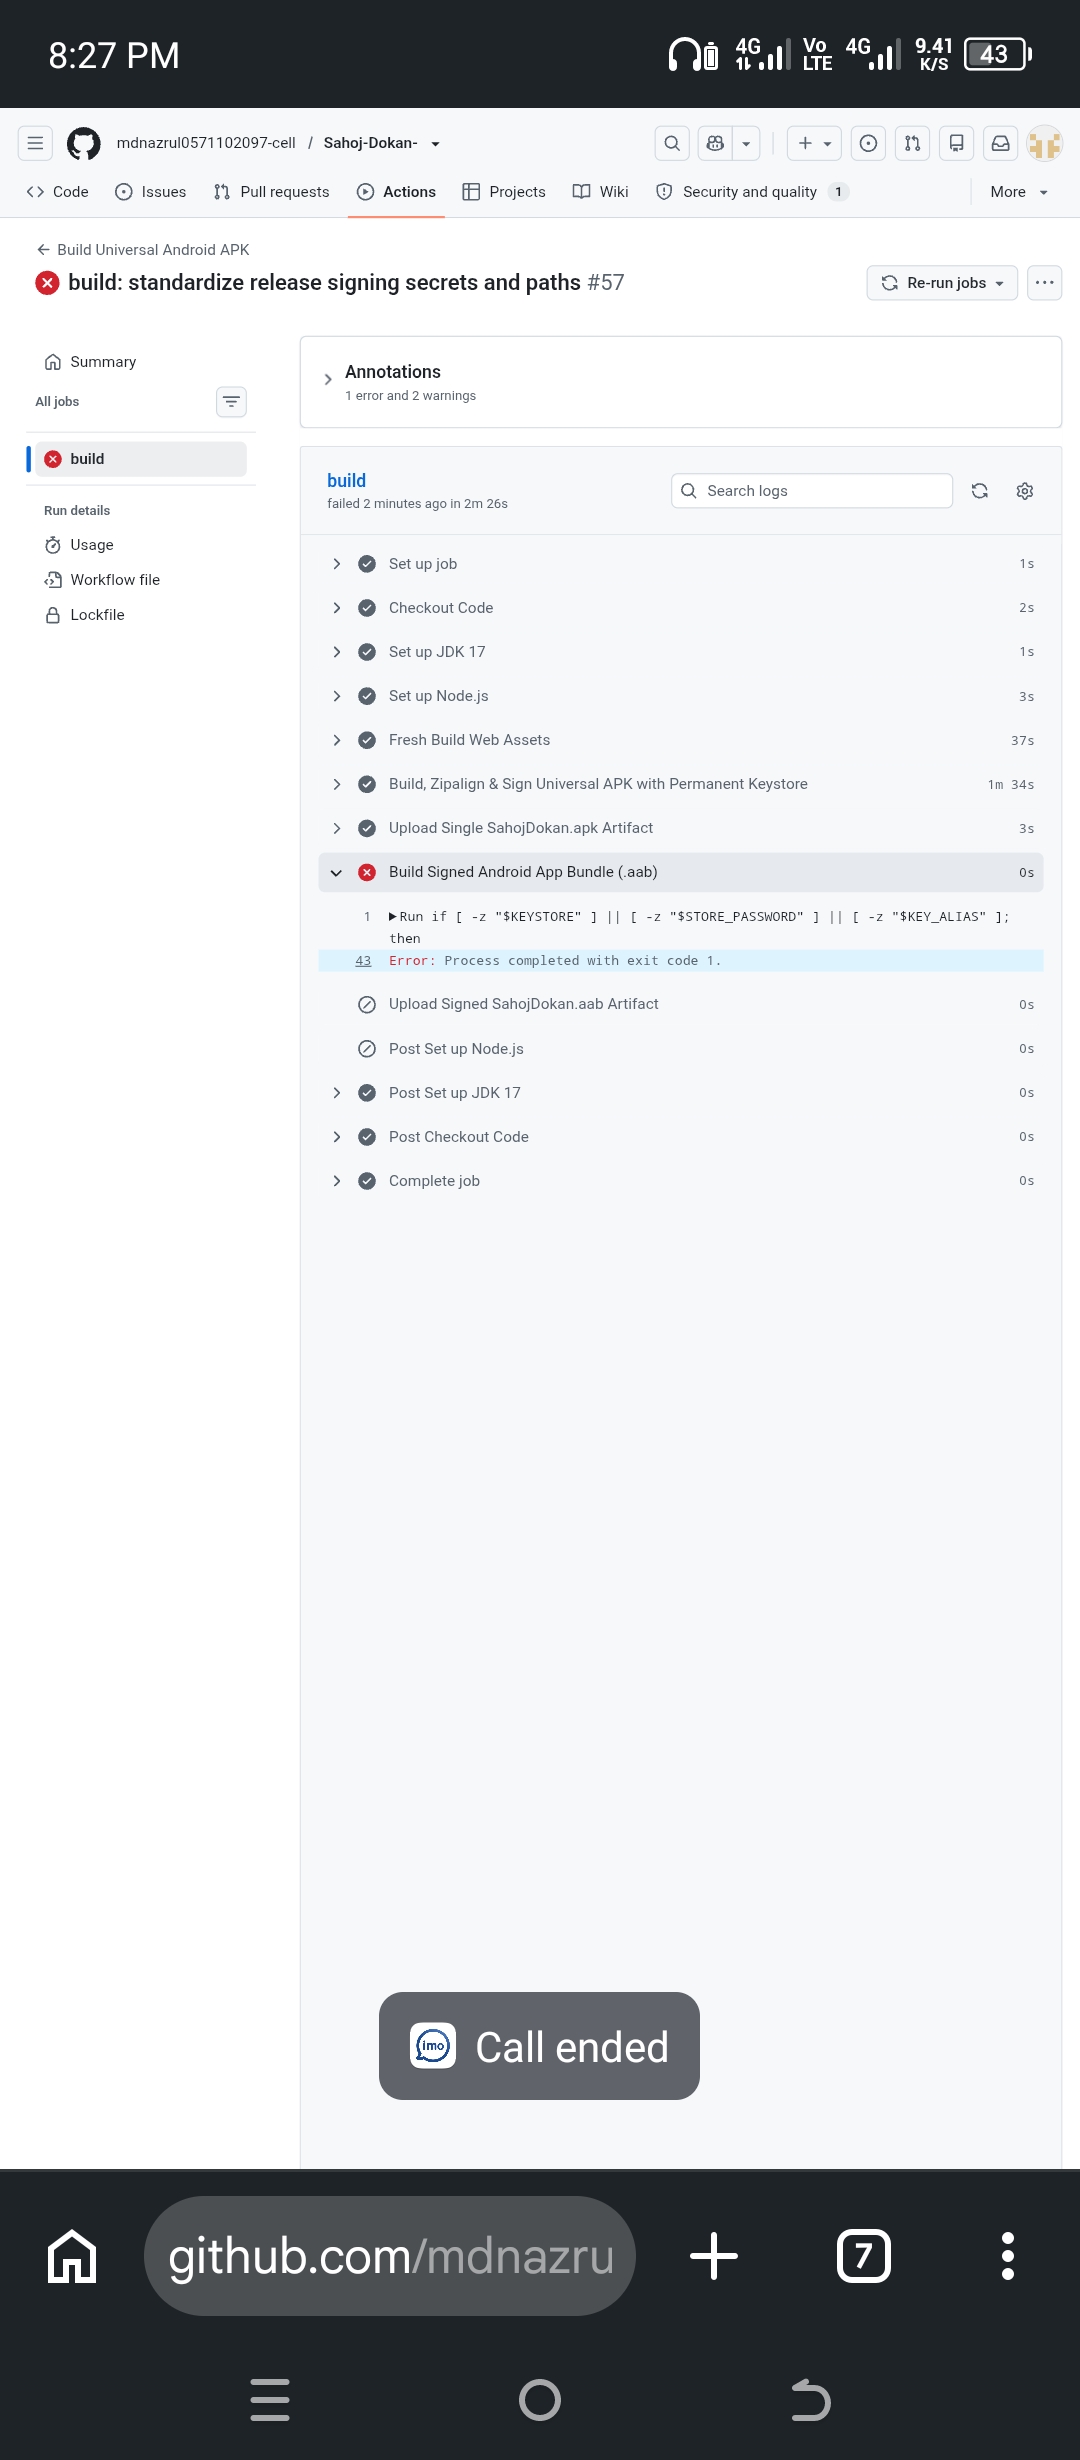 8:27 PM
4G Vo LTE 4G 9.41 K/S 43
mdnazrul0571102097-cell / Sahoj-Dokan-
Code Issues Pull requests Actions Projects Wiki Security and quality 1 More
Build Universal Android APK
build: standardize release signing secrets and paths #57
Re-run jobs
Summary
All jobs
build
Run details
Usage
Workflow file
Lockfile
Annotations
1 error and 2 warnings
build
failed 2 minutes ago in 2m 26s
Search logs
Set up job 1s
Checkout Code 2s
Set up JDK 17 1s
Set up Node.js 3s
Fresh Build Web Assets 37s
Build, Zipalign & Sign Universal APK with Permanent Keystore 1m 34s
Upload Single SahojDokan.apk Artifact 3s
Build Signed Android App Bundle (.aab) 0s
1 Run if [ -z "$KEYSTORE" ] || [ -z "$STORE_PASSWORD" ] || [ -z "$KEY_ALIAS" ];
then
43 Error: Process completed with exit code 1.
Upload Signed SahojDokan.aab Artifact 0s
Post Set up Node.js 0s
Post Set up JDK 17 0s
Post Checkout Code 0s
Complete job 0s
imo Call ended
github.com/mdnazru
7